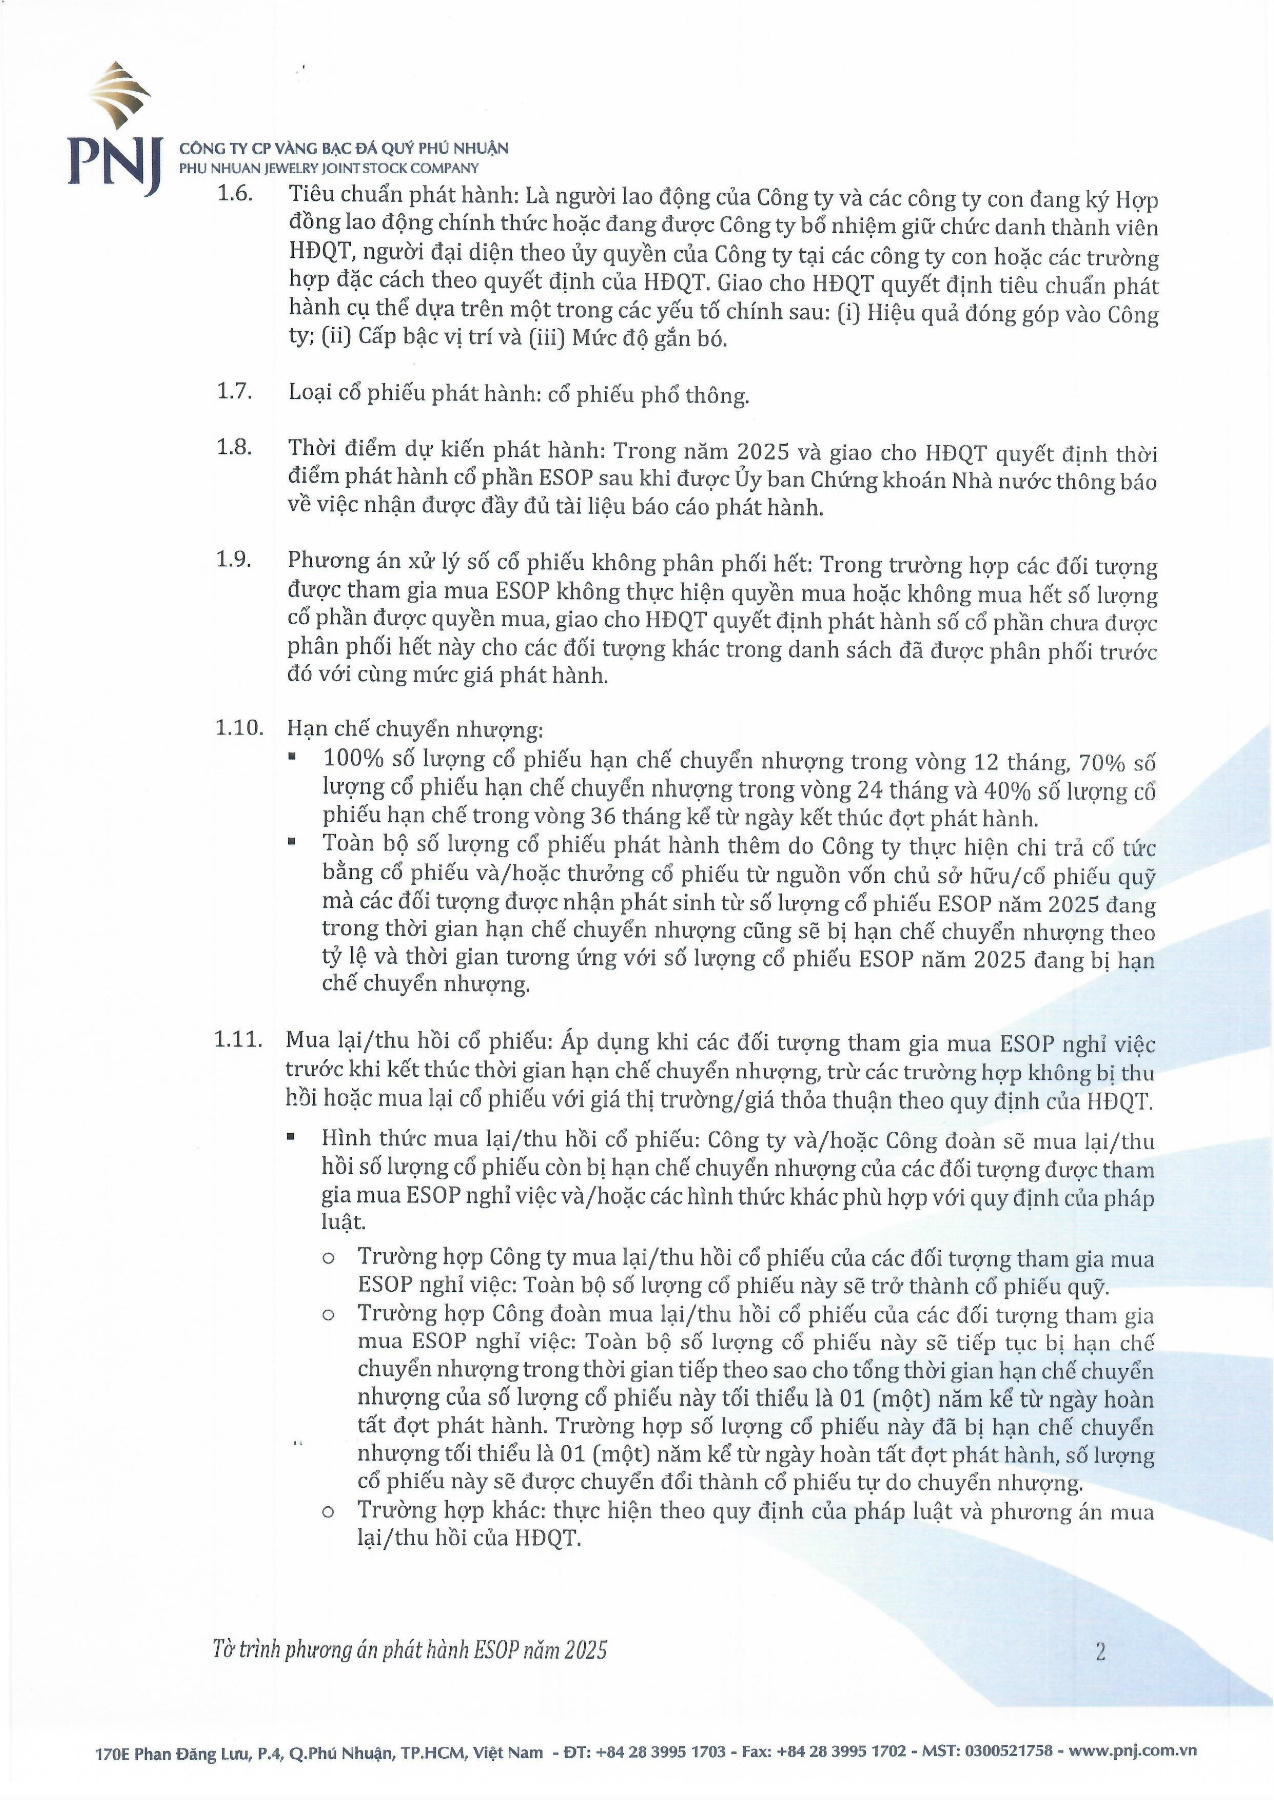 PNJ
CÔNG TY CP VÀNG BẠC ĐÁ QUÝ PHÚ NHUẬN
PHU NHUAN JEWELRY JOINT STOCK COMPANY
1.6. Tiêu chuẩn phát hành: Là người lao động của Công ty và các công ty con đang ký Hợp
đồng lao động chính thức hoặc đang được Công ty bổ nhiệm giữ chức danh thành viên
HĐQT, người đại diện theo ủy quyền của Công ty tại các công ty con hoặc các trường
hợp đặc cách theo quyết định của HĐQT. Giao cho HĐQT quyết định tiêu chuẩn phát
hành cụ thể dựa trên một trong các yếu tố chính sau: (i) Hiệu quả đóng góp vào Công
ty; (ii) Cấp bậc vị trí và (iii) Mức độ gắn bó.
1.7. Loại cổ phiếu phát hành: cổ phiếu phổ thông.
1.8. Thời điểm dự kiến phát hành: Trong năm 2025 và giao cho HĐQT quyết định thời
điểm phát hành cổ phần ESOP sau khi được Ủy ban Chứng khoán Nhà nước thông báo
về việc nhận được đầy đủ tài liệu báo cáo phát hành.
1.9. Phương án xử lý số cổ phiếu không phân phối hết: Trong trường hợp các đối tượng
được tham gia mua ESOP không thực hiện quyền mua hoặc không mua hết số lượng
cổ phần được quyền mua, giao cho HĐQT quyết định phát hành số cổ phần chưa được
phân phối hết này cho các đối tượng khác trong danh sách đã được phân phối trước
đó với cùng mức giá phát hành.
1.10. Hạn chế chuyển nhượng:
▪ 100% số lượng cổ phiếu hạn chế chuyển nhượng trong vòng 12 tháng, 70% số
lượng cổ phiếu hạn chế chuyển nhượng trong vòng 24 tháng và 40% số lượng cổ
phiếu hạn chế trong vòng 36 tháng kể từ ngày kết thúc đợt phát hành.
▪ Toàn bộ số lượng cổ phiếu phát hành thêm do Công ty thực hiện chi trả cổ tức
bằng cổ phiếu và/hoặc thưởng cổ phiếu từ nguồn vốn chủ sở hữu/cổ phiếu quỹ
mà các đối tượng được nhận phát sinh từ số lượng cổ phiếu ESOP năm 2025 đang
trong thời gian hạn chế chuyển nhượng cũng sẽ bị hạn chế chuyển nhượng theo
tỷ lệ và thời gian tương ứng với số lượng cổ phiếu ESOP năm 2025 đang bị hạn
chế chuyển nhượng.
1.11. Mua lại/thu hồi cổ phiếu: Áp dụng khi các đối tượng tham gia mua ESOP nghỉ việc
trước khi kết thúc thời gian hạn chế chuyển nhượng, trừ các trường hợp không bị thu
hồi hoặc mua lại cổ phiếu với giá thị trường/giá thỏa thuận theo quy định của HĐQT.
▪ Hình thức mua lại/thu hồi cổ phiếu: Công ty và/hoặc Công đoàn sẽ mua lại/thu
hồi số lượng cổ phiếu còn bị hạn chế chuyển nhượng của các đối tượng được tham
gia mua ESOP nghỉ việc và/hoặc các hình thức khác phù hợp với quy định của pháp
luật.
o Trường hợp Công ty mua lại/thu hồi cổ phiếu của các đối tượng tham gia mua
ESOP nghỉ việc: Toàn bộ số lượng cổ phiếu này sẽ trở thành cổ phiếu quỹ.
o Trường hợp Công đoàn mua lại/thu hồi cổ phiếu của các đối tượng tham gia
mua ESOP nghỉ việc: Toàn bộ số lượng cổ phiếu này sẽ tiếp tục bị hạn chế
chuyển nhượng trong thời gian tiếp theo sao cho tổng thời gian hạn chế chuyển
nhượng của số lượng cổ phiếu này tối thiểu là 01 (một) năm kể từ ngày hoàn
tất đợt phát hành. Trường hợp số lượng cổ phiếu này đã bị hạn chế chuyển
nhượng tối thiểu là 01 (một) năm kể từ ngày hoàn tất đợt phát hành, số lượng
cổ phiếu này sẽ được chuyển đổi thành cổ phiếu tự do chuyển nhượng.
o Trường hợp khác: thực hiện theo quy định của pháp luật và phương án mua
lại/thu hồi của HĐQT.
Tờ trình phương án phát hành ESOP năm 2025 2
170E Phan Đăng Lưu, P.4, Q.Phú Nhuận, TP.HCM, Việt Nam - ĐT: +84 28 3995 1703 - Fax: +84 28 3995 1702 - MST: 0300521758 - www.pnj.com.vn